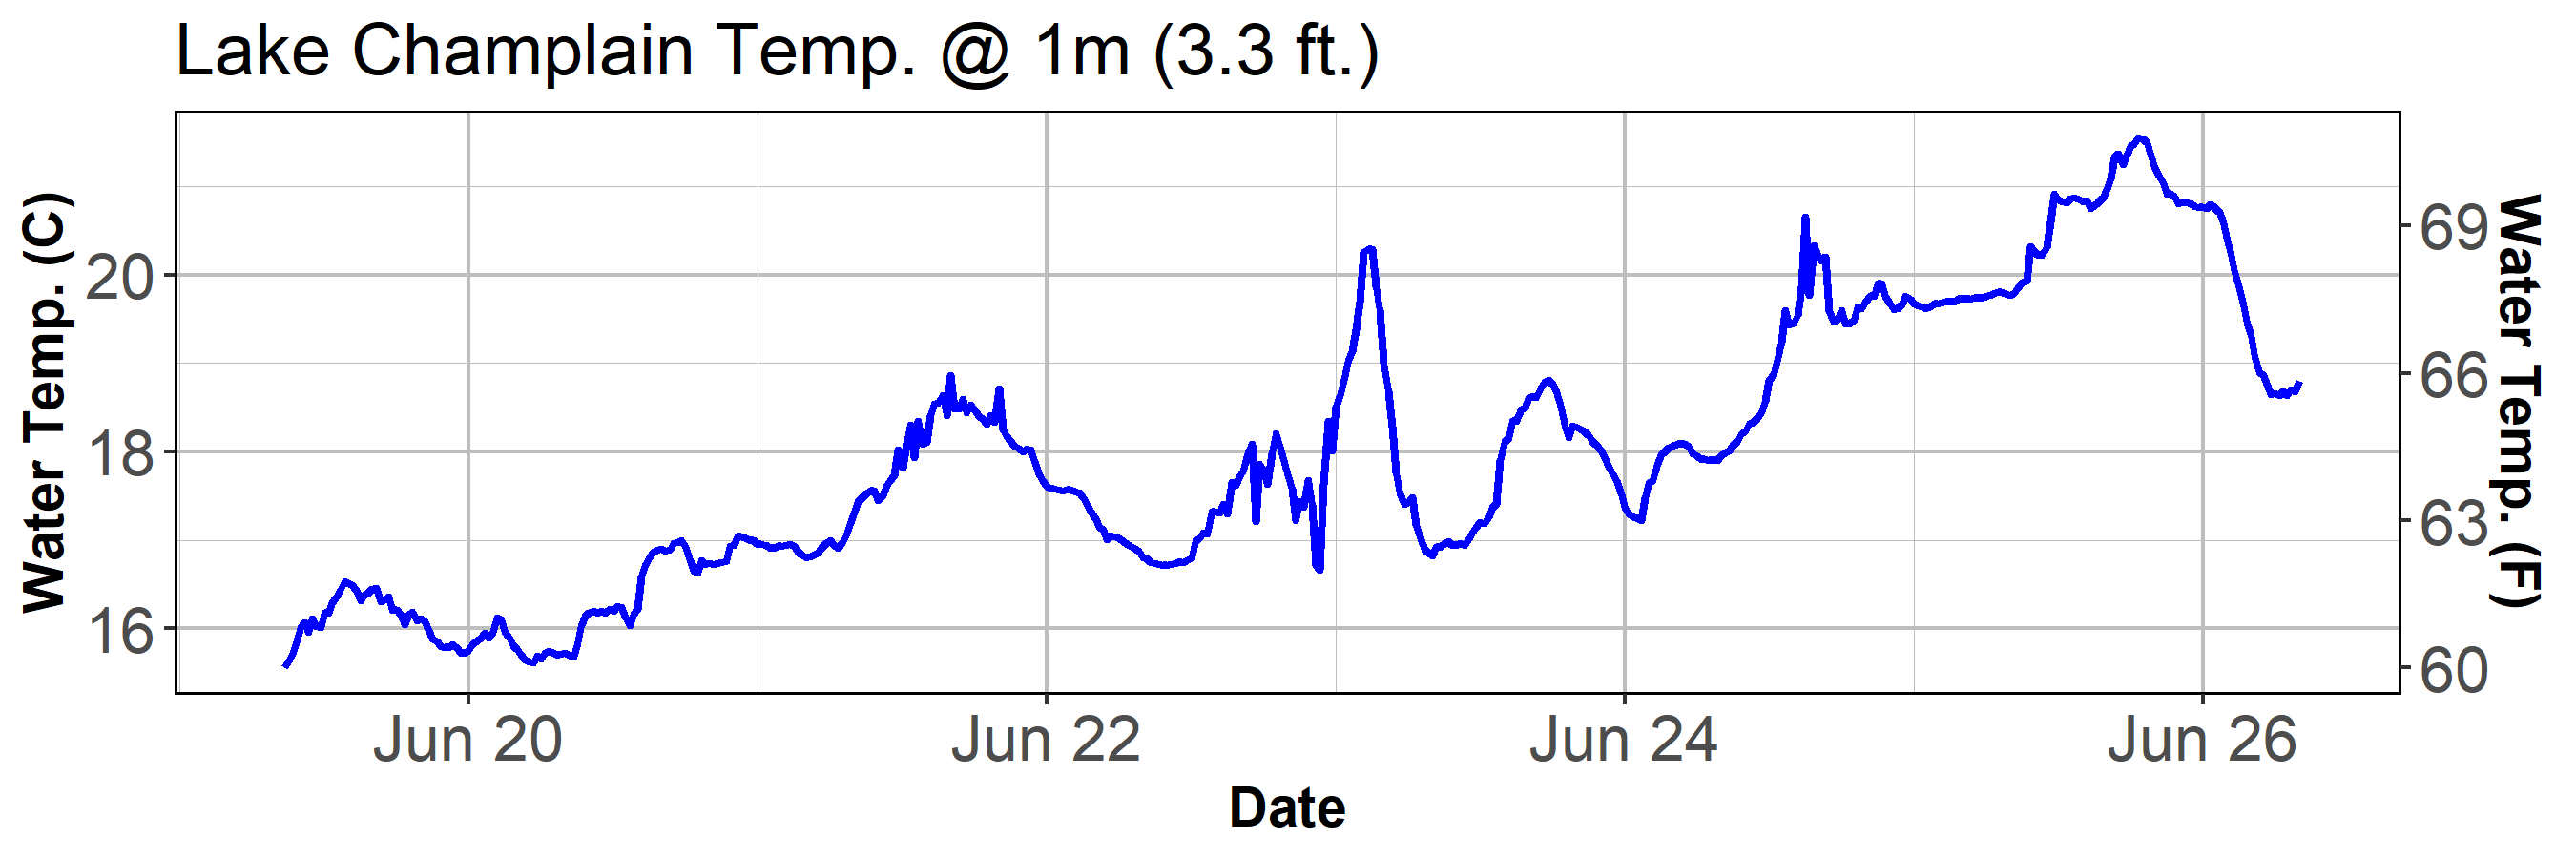 Lake Champlain Temp. @ 1m (3.3 ft.)
Water Temp. (C)
20
18
16
69
66
63
60
Water Temp. (F)
Jun 20 Jun 22 Jun 24 Jun 26
Date